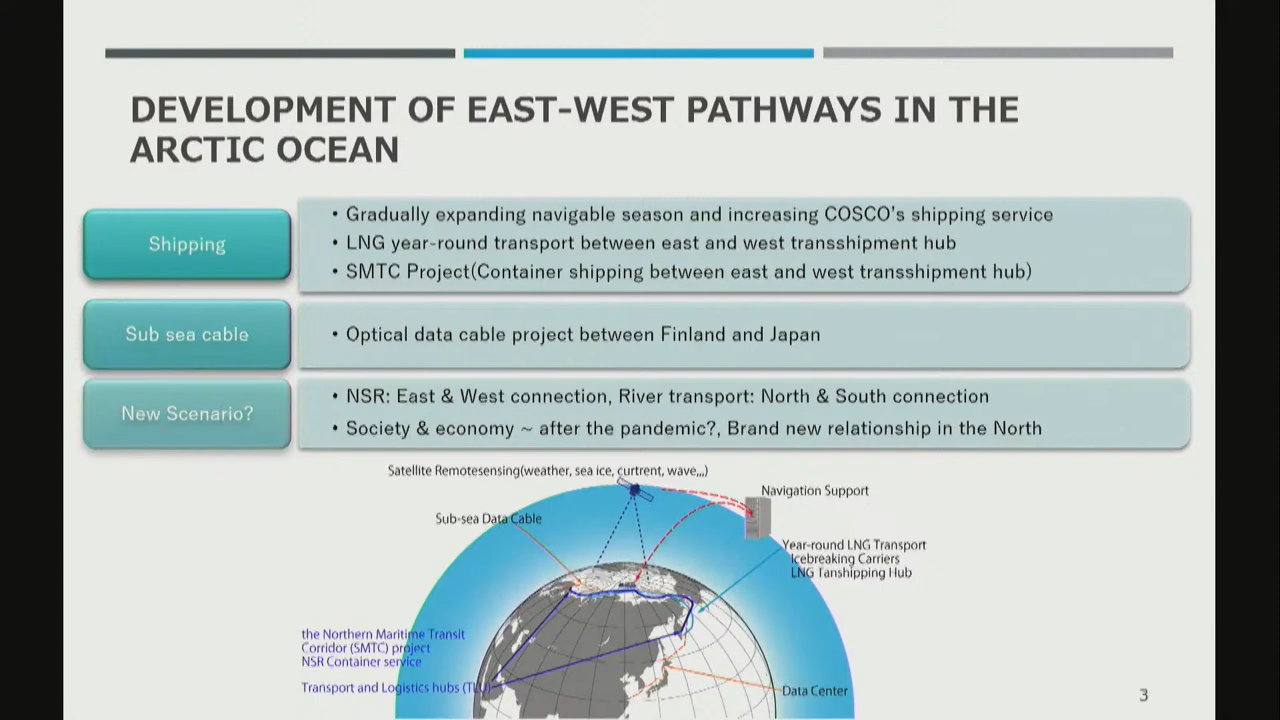 DEVELOPMENT OF EAST-WEST PATHWAYS IN THE
ARCTIC OCEAN
Shipping
• Gradually expanding navigable season and increasing COSCO's shipping service
• LNG year-round transport between east and west transshipment hub
• SMTC Project(Container shipping between east and west transshipment hub)
Sub sea cable
• Optical data cable project between Finland and Japan
New Scenario?
• NSR: East & West connection, River transport: North & South connection
• Society & economy ~ after the pandemic?, Brand new relationship in the North
Satellite Remotesensing(weather, sea ice, curtrent, wave,,,)
Navigation Support
Sub-sea Data Cable
Year-round LNG Transport
Icebreaking Carriers
LNG Tanshipping Hub
the Northern Maritime Transit
Corridor (SMTC) project
NSR Container service
Transport and Logistics hubs (TLU)
Data Center
3